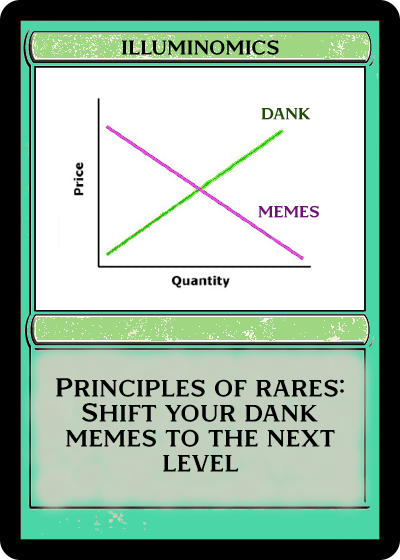 ILLUMINOMICS
DANK
Price
MEMES
Quantity
PRINCIPLES OF RARES:
SHIFT YOUR DANK
MEMES TO THE NEXT
LEVEL